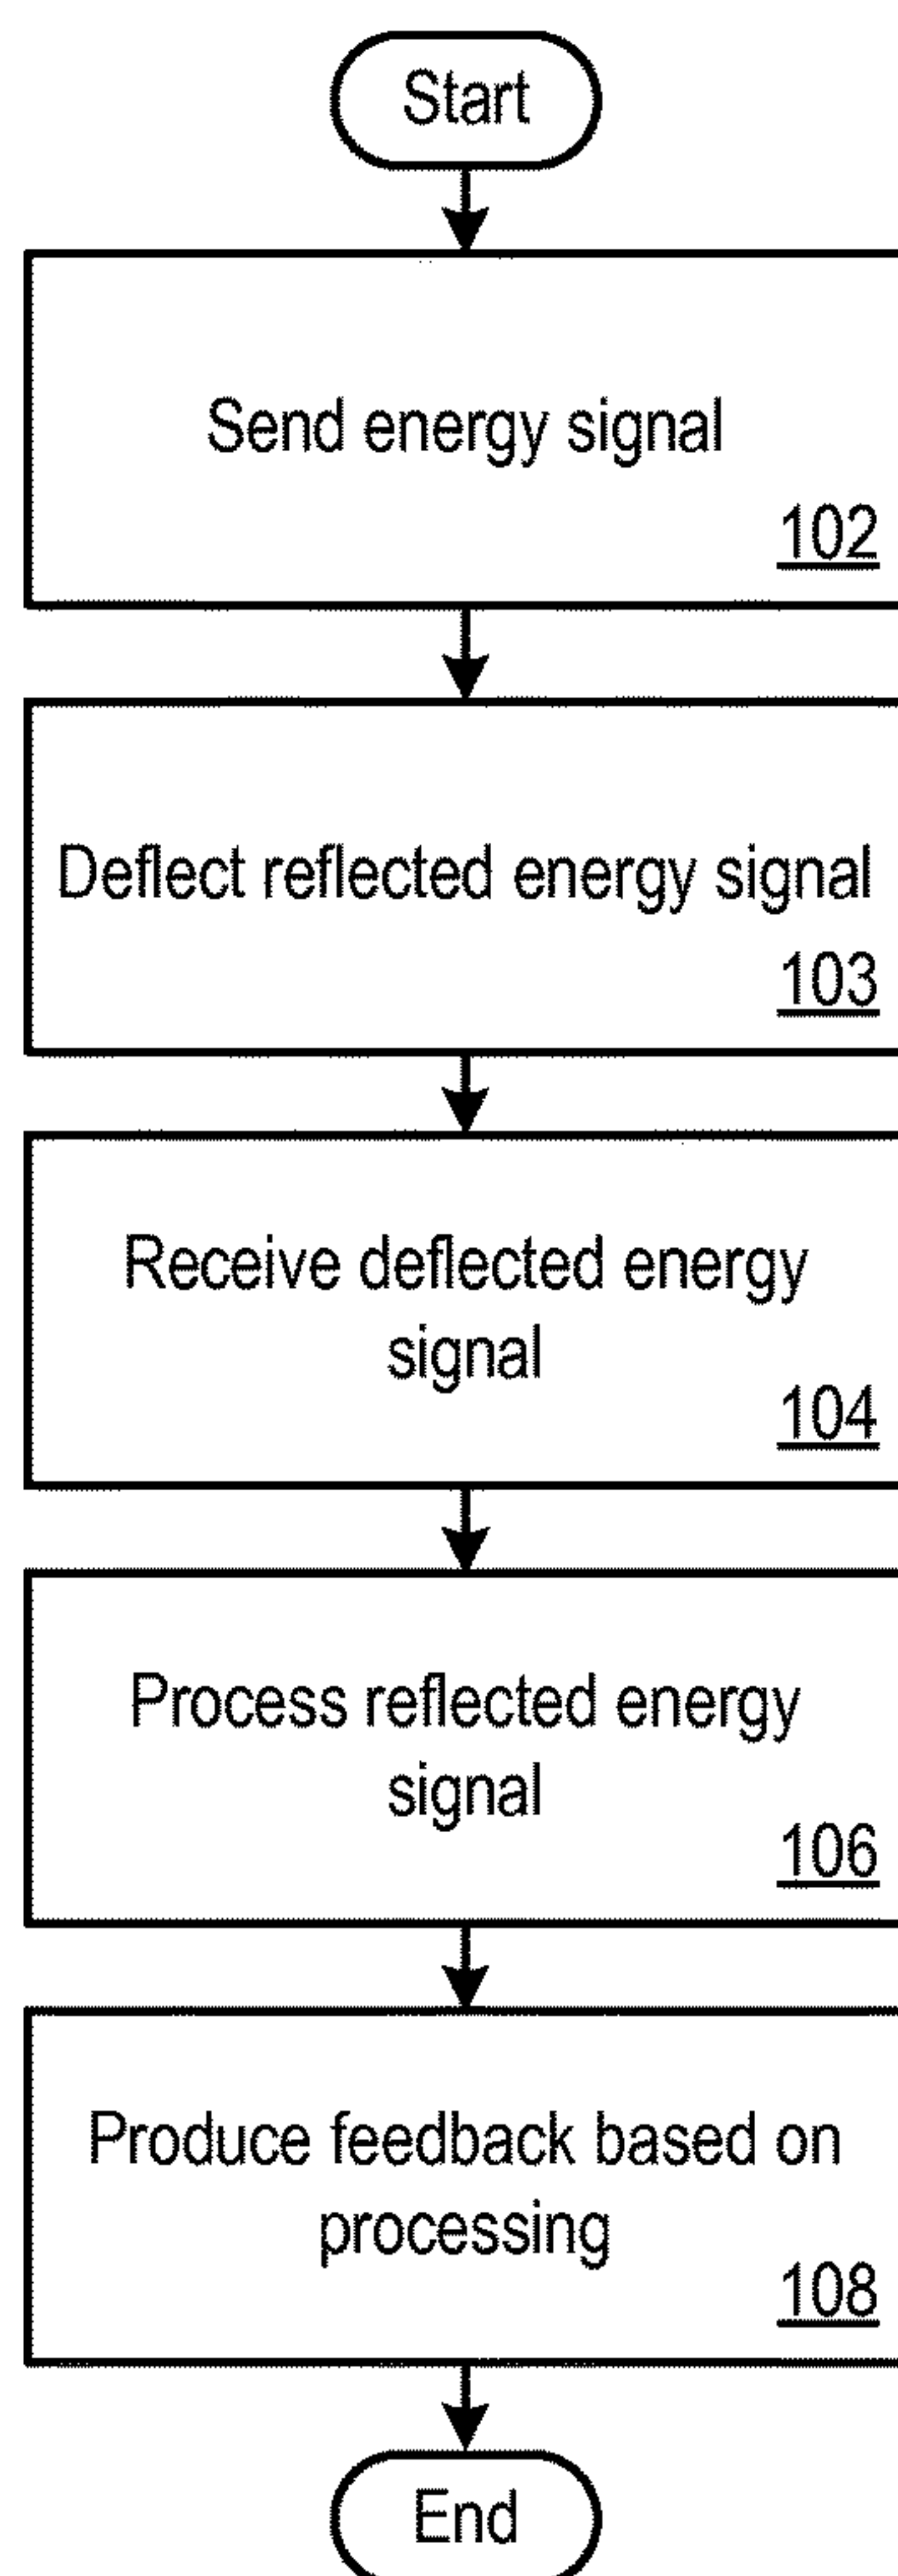 Start
Send energy signal
102
Deflect reflected energy signal
103
Receive deflected energy
signal
104
Process reflected energy
signal
106
Produce feedback based on
processing
108
End